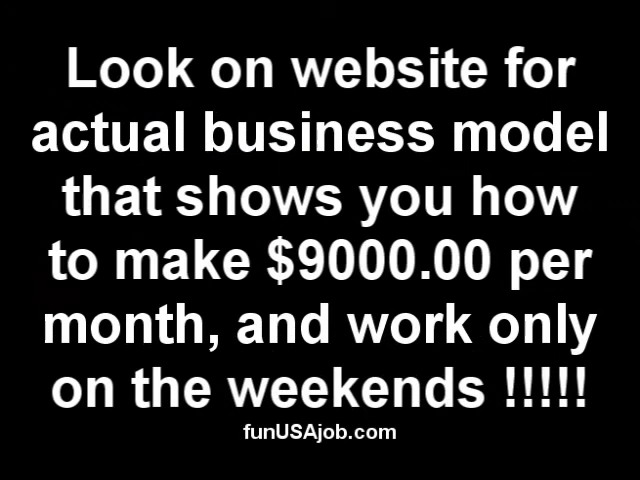 Look on website for
actual business model
that shows you how
to make $9000.00 per
month, and work only
on the weekends !!!!!
funUSAjob.com